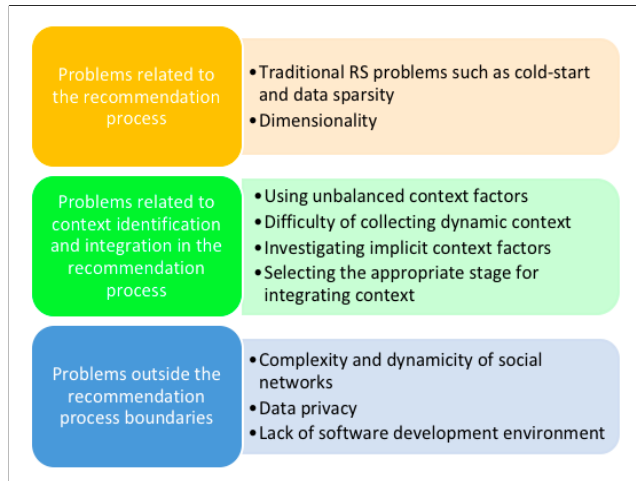 Problems related to
the recommendation
process
•Traditional RS problems such as cold-start
and data sparsity
•Dimensionality
Problems related to
context identification
and integration in the
recommendation
process
•Using unbalanced context factors
•Difficulty of collecting dynamic context
•Investigating implicit context factors
•Selecting the appropriate stage for
integrating context
Problems outside the
recommendation
process boundaries
•Complexity and dynamicity of social
networks
•Data privacy
•Lack of software development environment